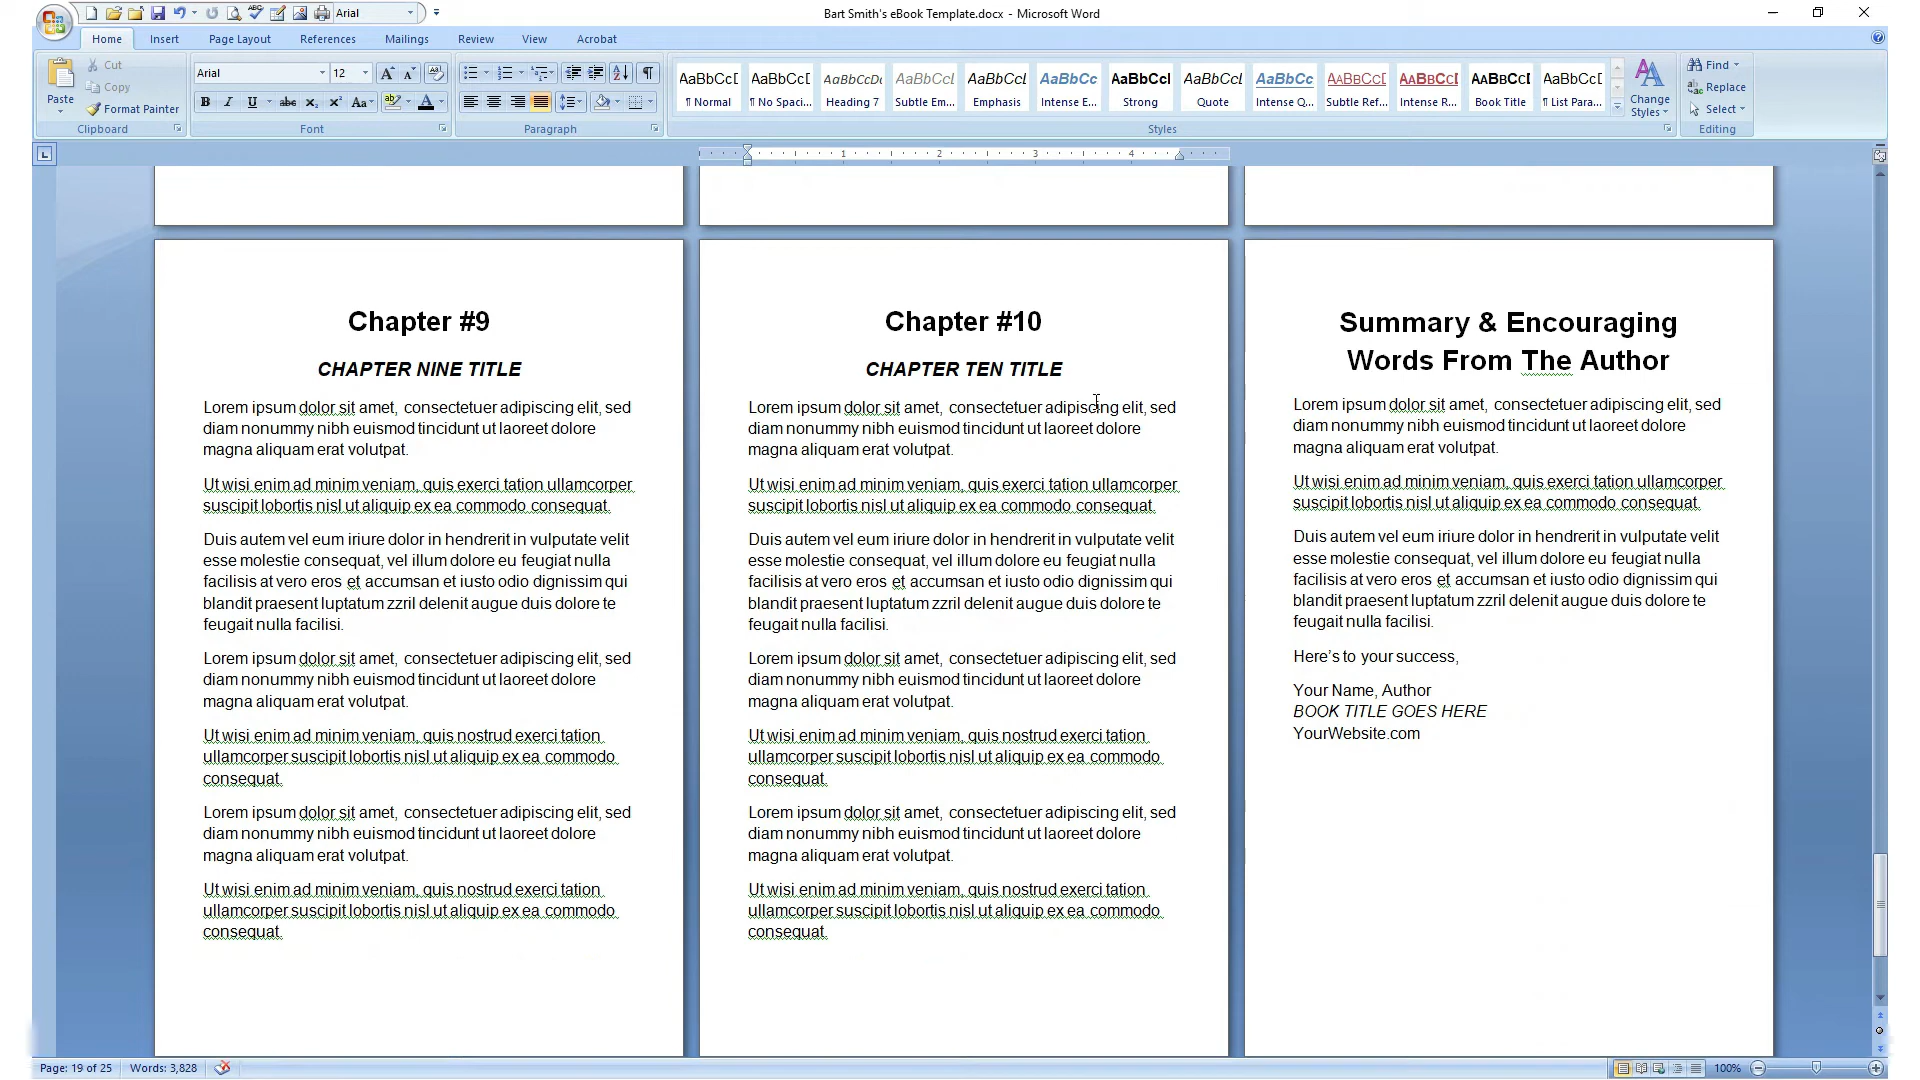 Arial
Bart Smith's eBook Template.docx - Microsoft Word
Home Insert Page Layout References Mailings Review View Acrobat
Paste
Cut
Copy
Format Painter
Clipboard
Arial 12
Font
Paragraph
AaBbCcD AaBbCcD AaBbCcDc AaBbCcL AaBbCcL AaBbCc AaBbCcl AaBbCcL AaBbCc AABBCCD AABBCCD AABBCCD AaBbCcD
¶ Normal ¶ No Spaci... Heading 7 Subtle Em... Emphasis Intense E... Strong Quote Intense Q... Subtle Ref... Intense R... Book Title ¶ List Para...
Styles
Change
Styles
Find
Replace
Select
Editing
1 2 3 4
Chapter #9
CHAPTER NINE TITLE
Lorem ipsum dolor sit amet, consectetuer adipiscing elit, sed
diam nonummy nibh euismod tincidunt ut laoreet dolore
magna aliquam erat volutpat.
Ut wisi enim ad minim veniam, quis exerci tation ullamcorper
suscipit lobortis nisl ut aliquip ex ea commodo consequat.
Duis autem vel eum iriure dolor in hendrerit in vulputate velit
esse molestie consequat, vel illum dolore eu feugiat nulla
facilisis at vero eros et accumsan et iusto odio dignissim qui
blandit praesent luptatum zzril delenit augue duis dolore te
feugait nulla facilisi.
Lorem ipsum dolor sit amet, consectetuer adipiscing elit, sed
diam nonummy nibh euismod tincidunt ut laoreet dolore
magna aliquam erat volutpat.
Ut wisi enim ad minim veniam, quis nostrud exerci tation
ullamcorper suscipit lobortis nisl ut aliquip ex ea commodo
consequat.
Lorem ipsum dolor sit amet, consectetuer adipiscing elit, sed
diam nonummy nibh euismod tincidunt ut laoreet dolore
magna aliquam erat volutpat.
Ut wisi enim ad minim veniam, quis nostrud exerci tation
ullamcorper suscipit lobortis nisl ut aliquip ex ea commodo
consequat.
Chapter #10
CHAPTER TEN TITLE
Lorem ipsum dolor sit amet, consectetuer adipiscing elit, sed
diam nonummy nibh euismod tincidunt ut laoreet dolore
magna aliquam erat volutpat.
Ut wisi enim ad minim veniam, quis exerci tation ullamcorper
suscipit lobortis nisl ut aliquip ex ea commodo consequat.
Duis autem vel eum iriure dolor in hendrerit in vulputate velit
esse molestie consequat, vel illum dolore eu feugiat nulla
facilisis at vero eros et accumsan et iusto odio dignissim qui
blandit praesent luptatum zzril delenit augue duis dolore te
feugait nulla facilisi.
Lorem ipsum dolor sit amet, consectetuer adipiscing elit, sed
diam nonummy nibh euismod tincidunt ut laoreet dolore
magna aliquam erat volutpat.
Ut wisi enim ad minim veniam, quis nostrud exerci tation
ullamcorper suscipit lobortis nisl ut aliquip ex ea commodo
consequat.
Lorem ipsum dolor sit amet, consectetuer adipiscing elit, sed
diam nonummy nibh euismod tincidunt ut laoreet dolore
magna aliquam erat volutpat.
Ut wisi enim ad minim veniam, quis nostrud exerci tation
ullamcorper suscipit lobortis nisl ut aliquip ex ea commodo
consequat.
Summary & Encouraging
Words From The Author
Lorem ipsum dolor sit amet, consectetuer adipiscing elit, sed
diam nonummy nibh euismod tincidunt ut laoreet dolore
magna aliquam erat volutpat.
Ut wisi enim ad minim veniam, quis exerci tation ullamcorper
suscipit lobortis nisl ut aliquip ex ea commodo consequat.
Duis autem vel eum iriure dolor in hendrerit in vulputate velit
esse molestie consequat, vel illum dolore eu feugiat nulla
facilisis at vero eros et accumsan et iusto odio dignissim qui
blandit praesent luptatum zzril delenit augue duis dolore te
feugait nulla facilisi.
Here's to your success,
Your Name, Author
BOOK TITLE GOES HERE
YourWebsite.com
Page: 19 of 25 Words: 3,828 100%